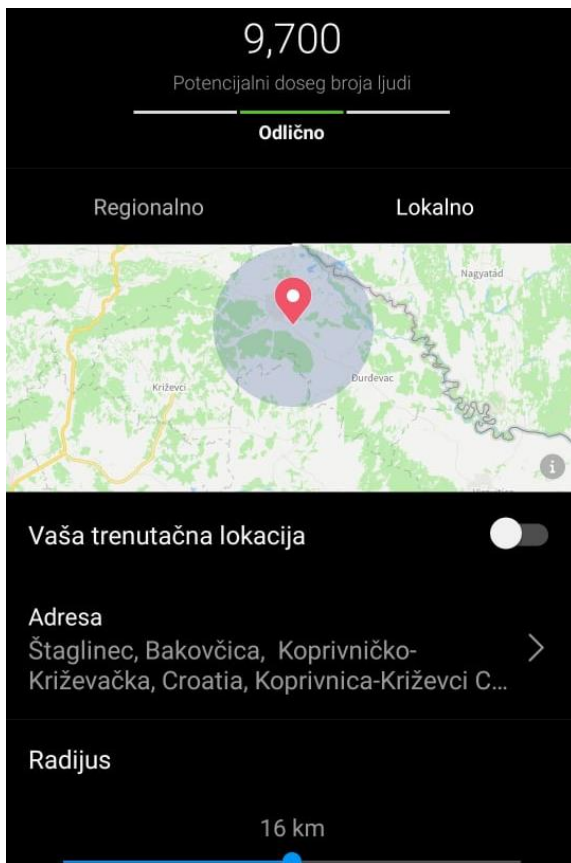 9,700
Potencijalni doseg broja ljudi
Odlično
Regionalno
Lokalno
Nagyatád
Križevci
Đurđevac
Vaša trenutačna lokacija
Adresa
Štaglinec, Bakovčica, Koprivničko-
Križevačka, Croatia, Koprivnica-Križevci C...
Radijus
16 km